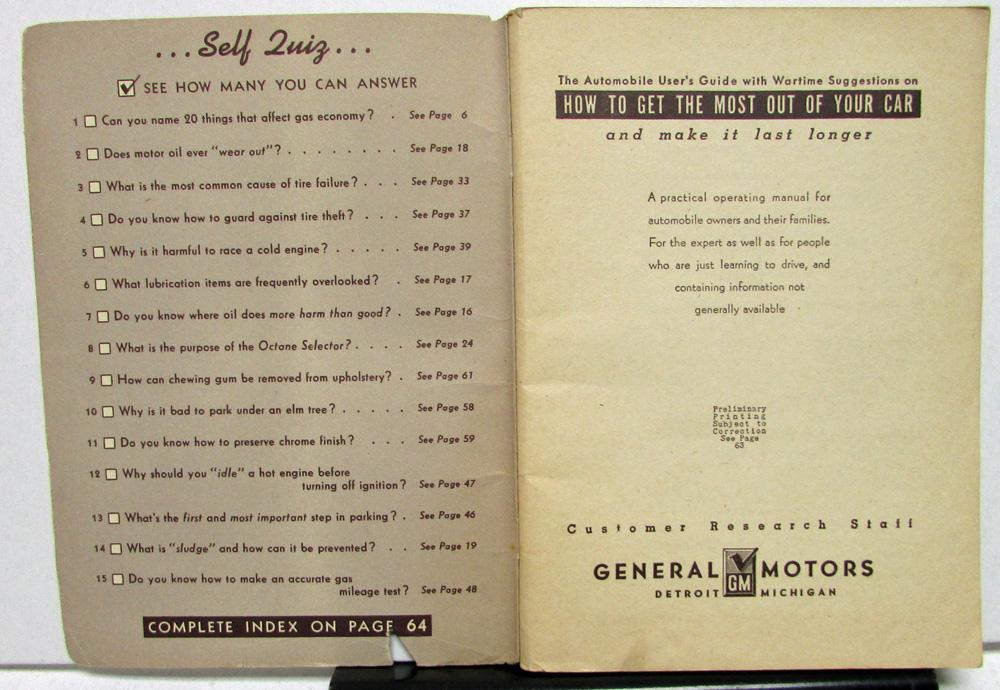 ...Self Quiz...
SEE HOW MANY YOU CAN ANSWER
1 Can you name 20 things that affect gas economy? . See Page 6
2 Does motor oil ever "wear out"? . . . . . . . . See Page 18
3 What is the most common cause of tire failure? . . . See Page 33
4 Do you know how to guard against tire theft? . . . See Page 37
5 Why is it harmful to race a cold engine? . . . . . See Page 39
6 What lubrication items are frequently overlooked? . See Page 17
7 Do you know where oil does more harm than good? . See Page 16
8 What is the purpose of the Octane Selector? . . . . See Page 24
9 How can chewing gum be removed from upholstery? . See Page 61
10 Why is it bad to park under an elm tree? . . . . . See Page 58
11 Do you know how to preserve chrome finish? . . . See Page 59
12 Why should you "idle" a hot engine before
turning off ignition? See Page 47
13 What's the first and most important step in parking? . See Page 46
14 What is "sludge" and how can it be prevented? . . See Page 19
15 Do you know how to make an accurate gas
mileage test? See Page 48
COMPLETE INDEX ON PAGE 64
The Automobile User's Guide with Wartime Suggestions on
HOW TO GET THE MOST OUT OF YOUR CAR
and make it last longer
A practical operating manual for
automobile owners and their families.
For the expert as well as for people
who are just learning to drive, and
containing information not
generally available
Preliminary
Printing
Subject to
Correction
See Page
63
Customer Research Staff
GENERAL GM MOTORS
DETROIT MICHIGAN